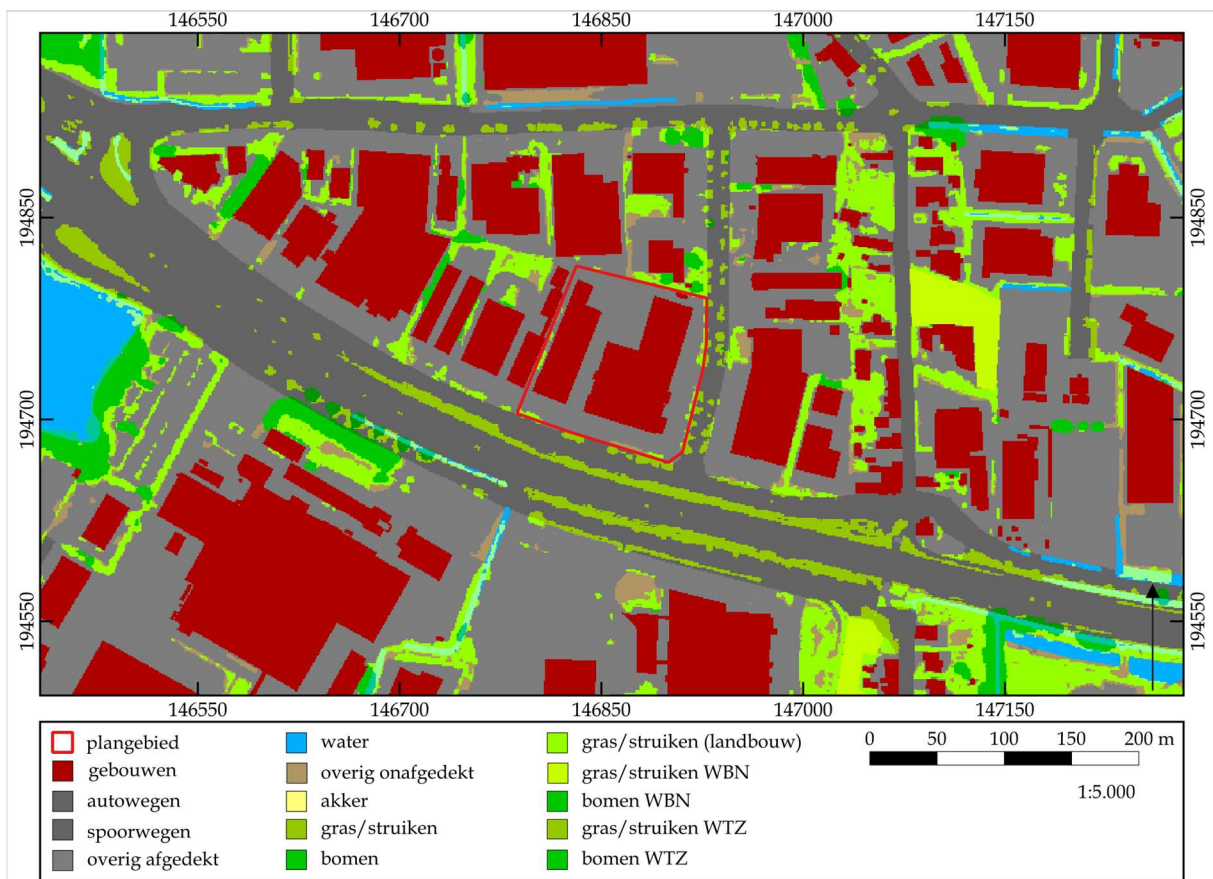 146550 146700 146850 147000 147150
194850 194850
194700 194700
194550 194550
146550 146700 146850 147000 147150
plangebied water gras/struiken (landbouw) 0 50 100 150 200 m
gebouwen overig onafgedekt gras/struiken WBN 1:5.000
autowegen akker bomen WBN
spoorwegen gras/struiken gras/struiken WTZ
overig afgedekt bomen bomen WTZ